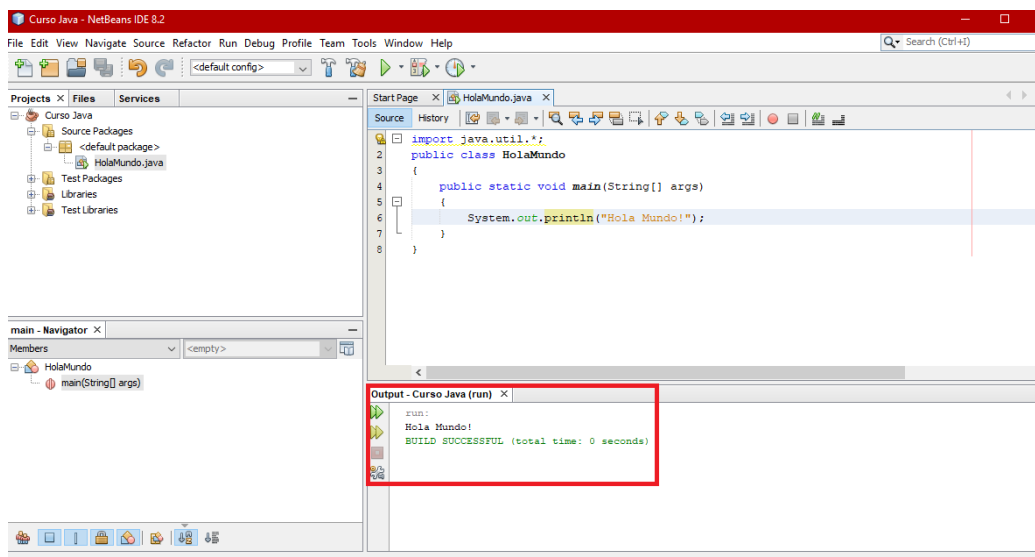 Curso Java - NetBeans IDE 8.2
File Edit View Navigate Source Refactor Run Debug Profile Team Tools Window Help
Search (Ctrl+I)
<default config>
Projects Files Services
Curso Java
Source Packages
<default package>
HolaMundo.java
Test Packages
Libraries
Test Libraries
Start Page HolaMundo.java
Source History
import java.util.*;
2 public class HolaMundo
3 {
4 public static void main(String[] args)
5 {
6 System.out.println("Hola Mundo!");
7 }
8 }
main - Navigator
Members <empty>
HolaMundo
main(String[] args)
Output - Curso Java (run)
run:
Hola Mundo!
BUILD SUCCESSFUL (total time: 0 seconds)